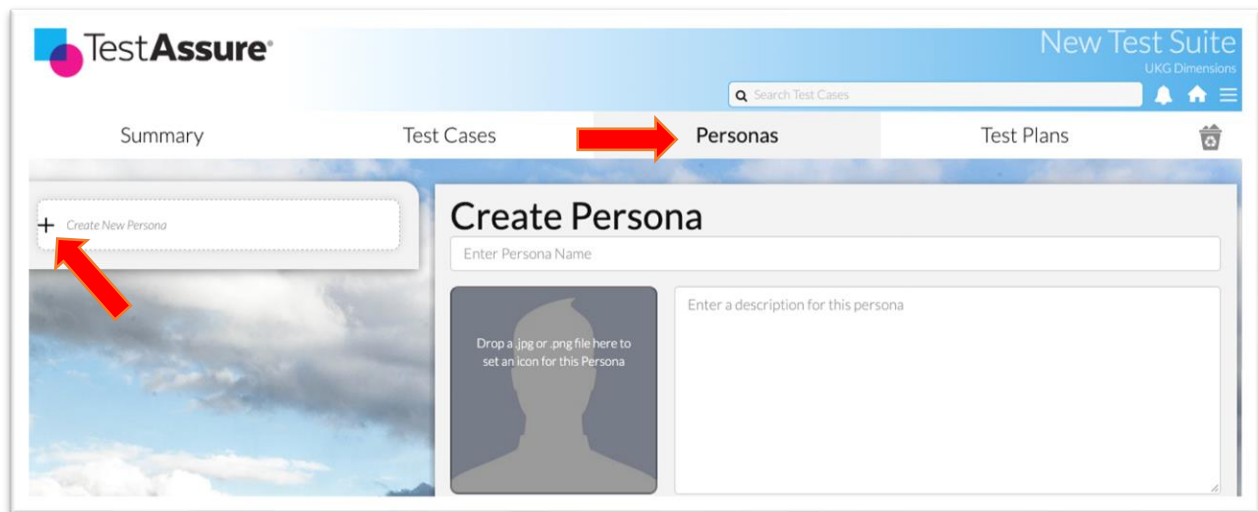 TestAssure®
New Test Suite
UKG Dimensions
Search Test Cases
Summary
Test Cases
Personas
Test Plans
Create New Persona
Create Persona
Enter Persona Name
Drop a .jpg or .png file here to
set an icon for this Persona
Enter a description for this persona